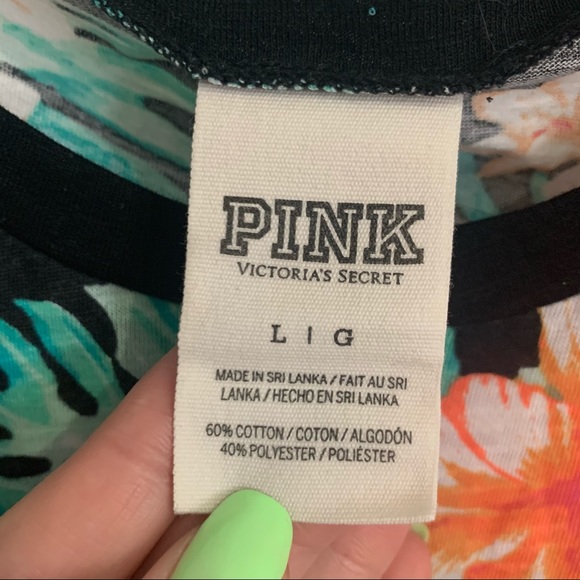 PINK
VICTORIA'S SECRET
L | G
MADE IN SRI LANKA / FAIT AU SRI
LANKA / HECHO EN SRI LANKA
60% COTTON / COTON / ALGODÓN
40% POLYESTER / POLIÉSTER